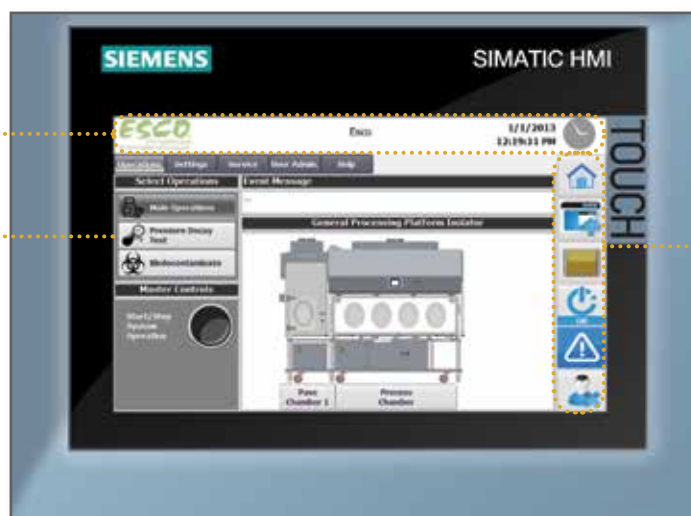 SIEMENS
SIMATIC HMI
TOUCH
ESCO
Esco
1/1/2013
12:19:31 PM
Operations Settings Service User Admin Help
Select Operations
Event Message
Main Operations
Pressure Decay
Test
Biodecontaminate
General Processing Platform Isolator
Master Controls
Start/Stop
System
Operation
Pass
Chamber 1
Process
Chamber